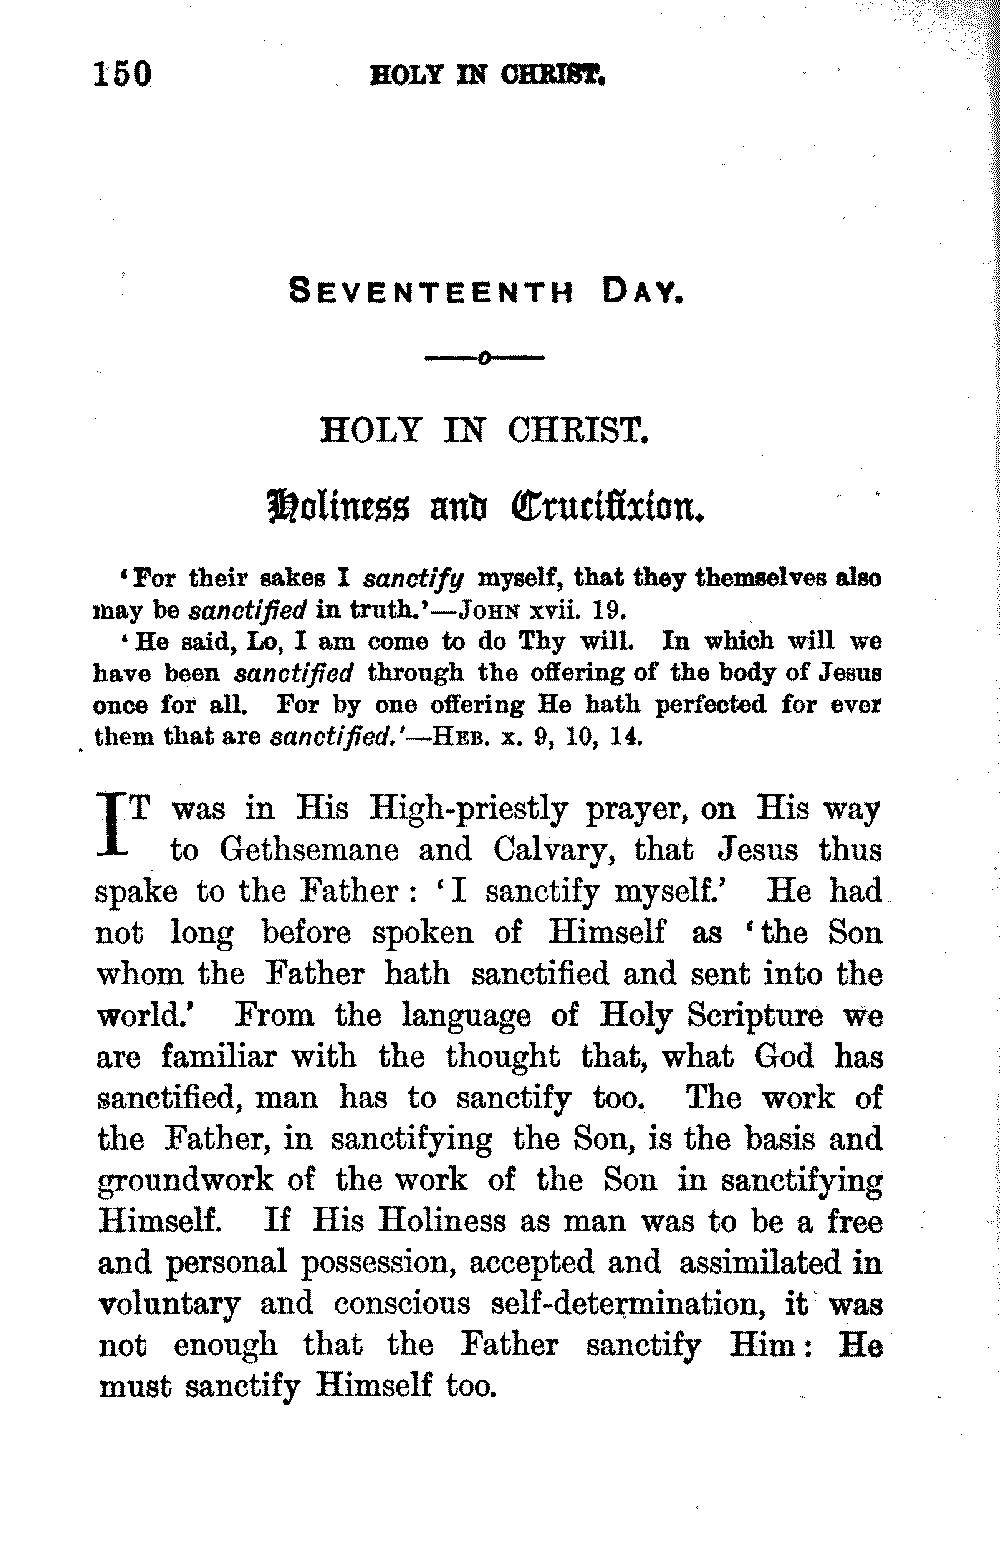 150 HOLY IN CHRIST.
SEVENTEENTH DAY.
HOLY IN CHRIST.
Holiness and Crucifixion.
‘For their sakes I sanctify myself, that they themselves also
may be sanctified in truth.’—JOHN xvii. 19.
‘He said, Lo, I am come to do Thy will. In which will we
have been sanctified through the offering of the body of Jesus
once for all. For by one offering He hath perfected for ever
them that are sanctified.’—HEB. x. 9, 10, 14.
IT was in His High-priestly prayer, on His way
to Gethsemane and Calvary, that Jesus thus
spake to the Father: ‘I sanctify myself.’ He had
not long before spoken of Himself as ‘the Son
whom the Father hath sanctified and sent into the
world.’ From the language of Holy Scripture we
are familiar with the thought that, what God has
sanctified, man has to sanctify too. The work of
the Father, in sanctifying the Son, is the basis and
groundwork of the work of the Son in sanctifying
Himself. If His Holiness as man was to be a free
and personal possession, accepted and assimilated in
voluntary and conscious self-determination, it was
not enough that the Father sanctify Him: He
must sanctify Himself too.